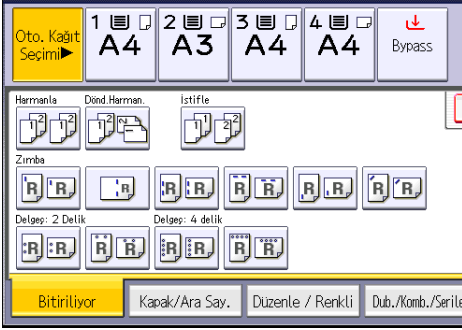 Oto. Kağıt Seçimi▶
1 A4
2 A3
3 A4
4 A4
Bypass
Harmanla Dönd.Harman. İstifle
Zımba
Delgeç: 2 Delik Delgeç: 4 delik
Bitiriliyor Kapak/Ara Say. Düzenle / Renkli Dub./Komb./Serile